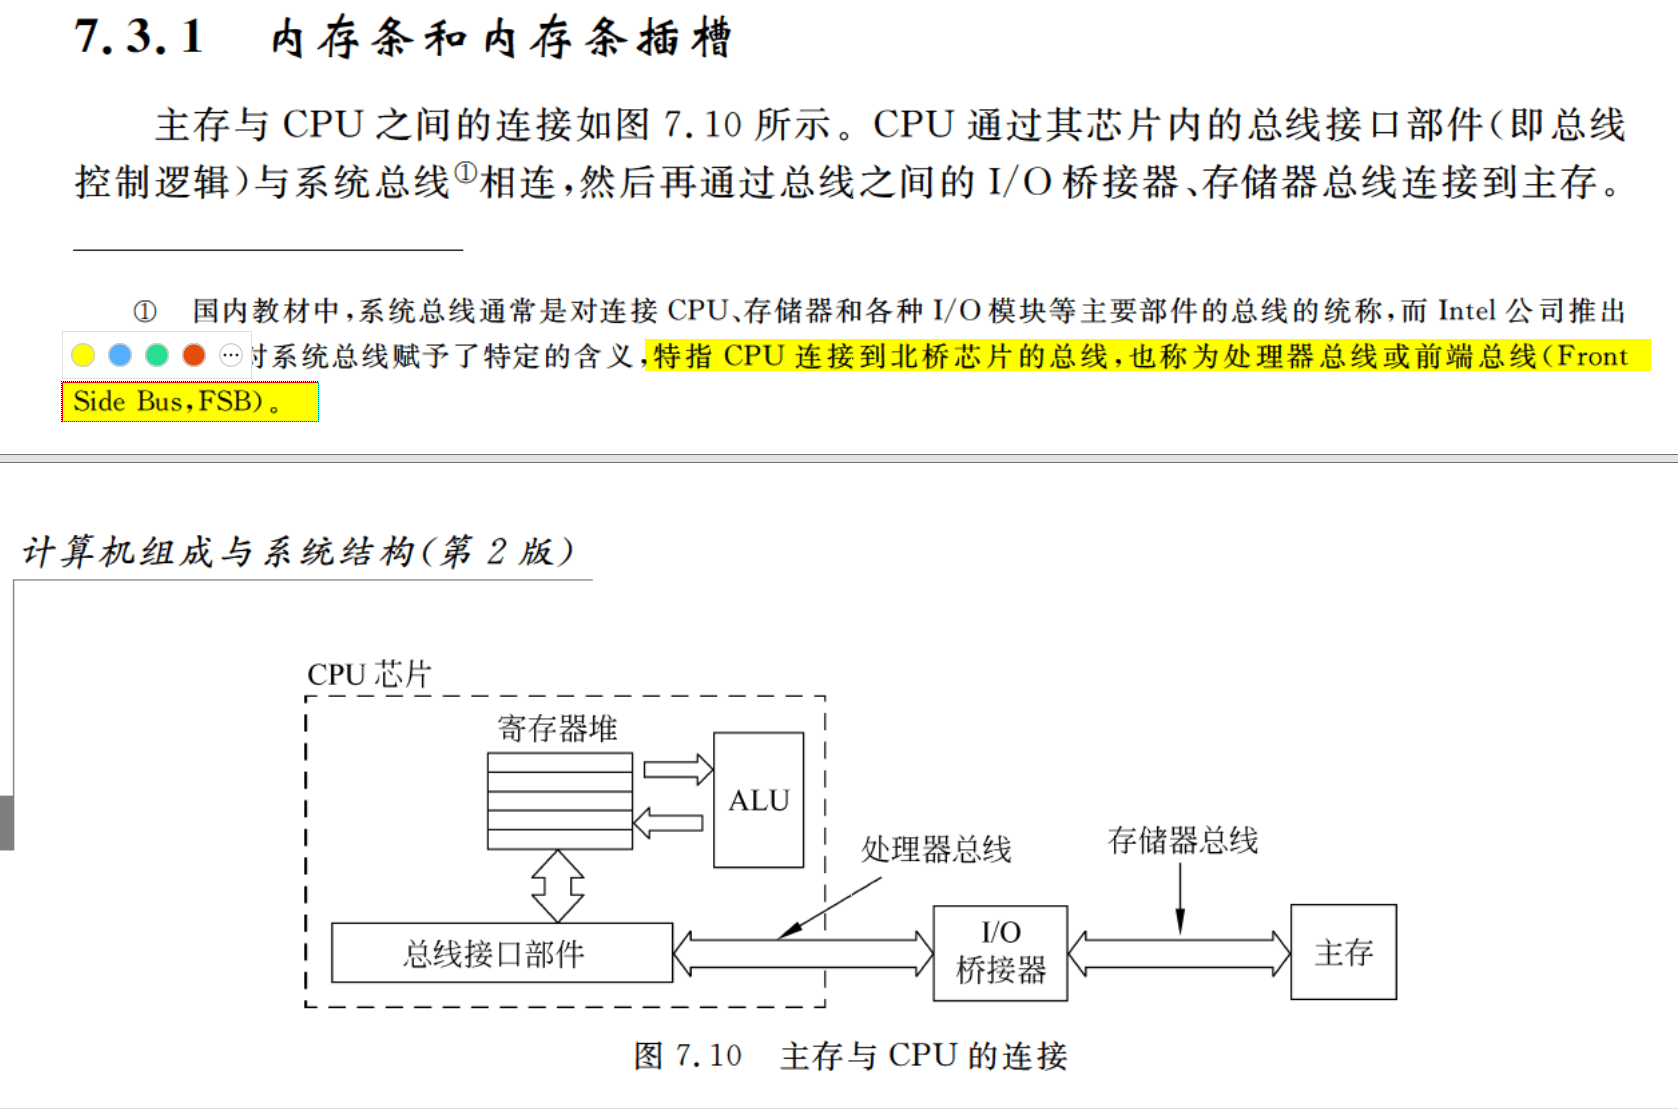 7.3.1 内存条和内存条插槽
主存与 CPU 之间的连接如图 7.10 所示。CPU 通过其芯片内的总线接口部件(即总线
控制逻辑)与系统总线①相连,然后再通过总线之间的 I/O 桥接器、存储器总线连接到主存。
① 国内教材中,系统总线通常是对连接 CPU、存储器和各种 I/O 模块等主要部件的总线的统称,而 Intel 公司推出
对系统总线赋予了特定的含义,特指 CPU 连接到北桥芯片的总线,也称为处理器总线或前端总线(Front
Side Bus,FSB)。
计算机组成与系统结构(第 2 版)
CPU 芯片
寄存器堆
ALU
处理器总线
存储器总线
总线接口部件
I/O
桥接器
主存
图 7.10 主存与 CPU 的连接